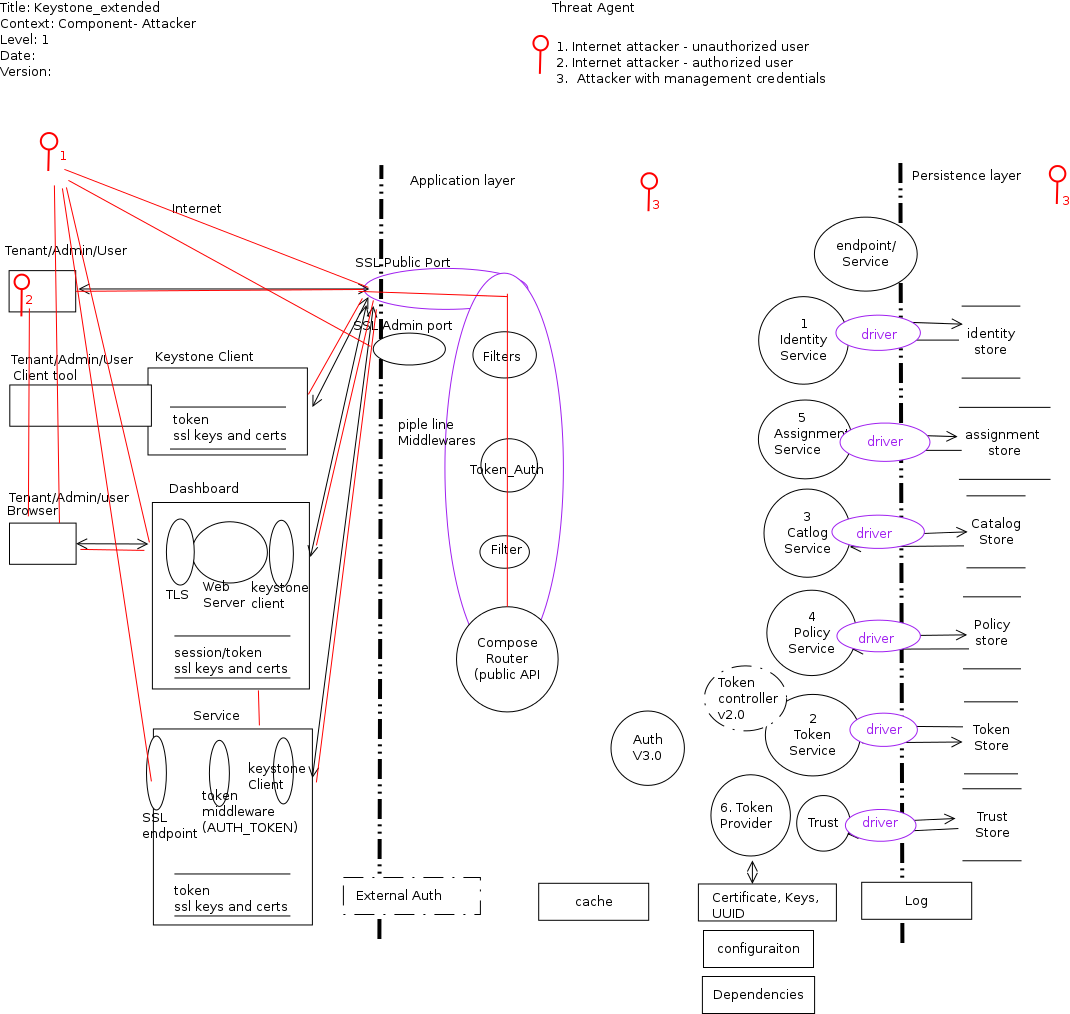 Title: Keystone_extended
Context: Component- Attacker
Level: 1
Date:
Version:
Threat Agent
1. Internet attacker - unauthorized user
2. Internet attacker - authorized user
3.  Attacker with management credentials
1
Internet
Application layer
3
Persistence layer
3
Tenant/Admin/User
2
SSL Public Port
SSL Admin port
endpoint/
Service
Tenant/Admin/User
Client tool
Keystone Client
token
ssl keys and certs
Filters
piple line
Middlewares
Token_Auth
Filter
Compose
Router
(public API
1
Identity
Service
driver
identity
store
5
Assignment
Service
driver
assignment
store
3
Catlog
Service
driver
Catalog
Store
4
Policy
Service
driver
Policy
store
Token
controller
v2.0
2
Token
Service
driver
Token
Store
Auth
V3.0
6. Token
Provider
Trust
driver
Trust
Store
Tenant/Admin/user
Browser
Dashboard
TLS
Web
Server
keystone
client
session/token
ssl keys and certs
Service
SSL
endpoint
token
middleware
(AUTH_TOKEN)
keystone
Client
token
ssl keys and certs
External Auth
cache
Certificate, Keys,
UUID
Log
configuraiton
Dependencies